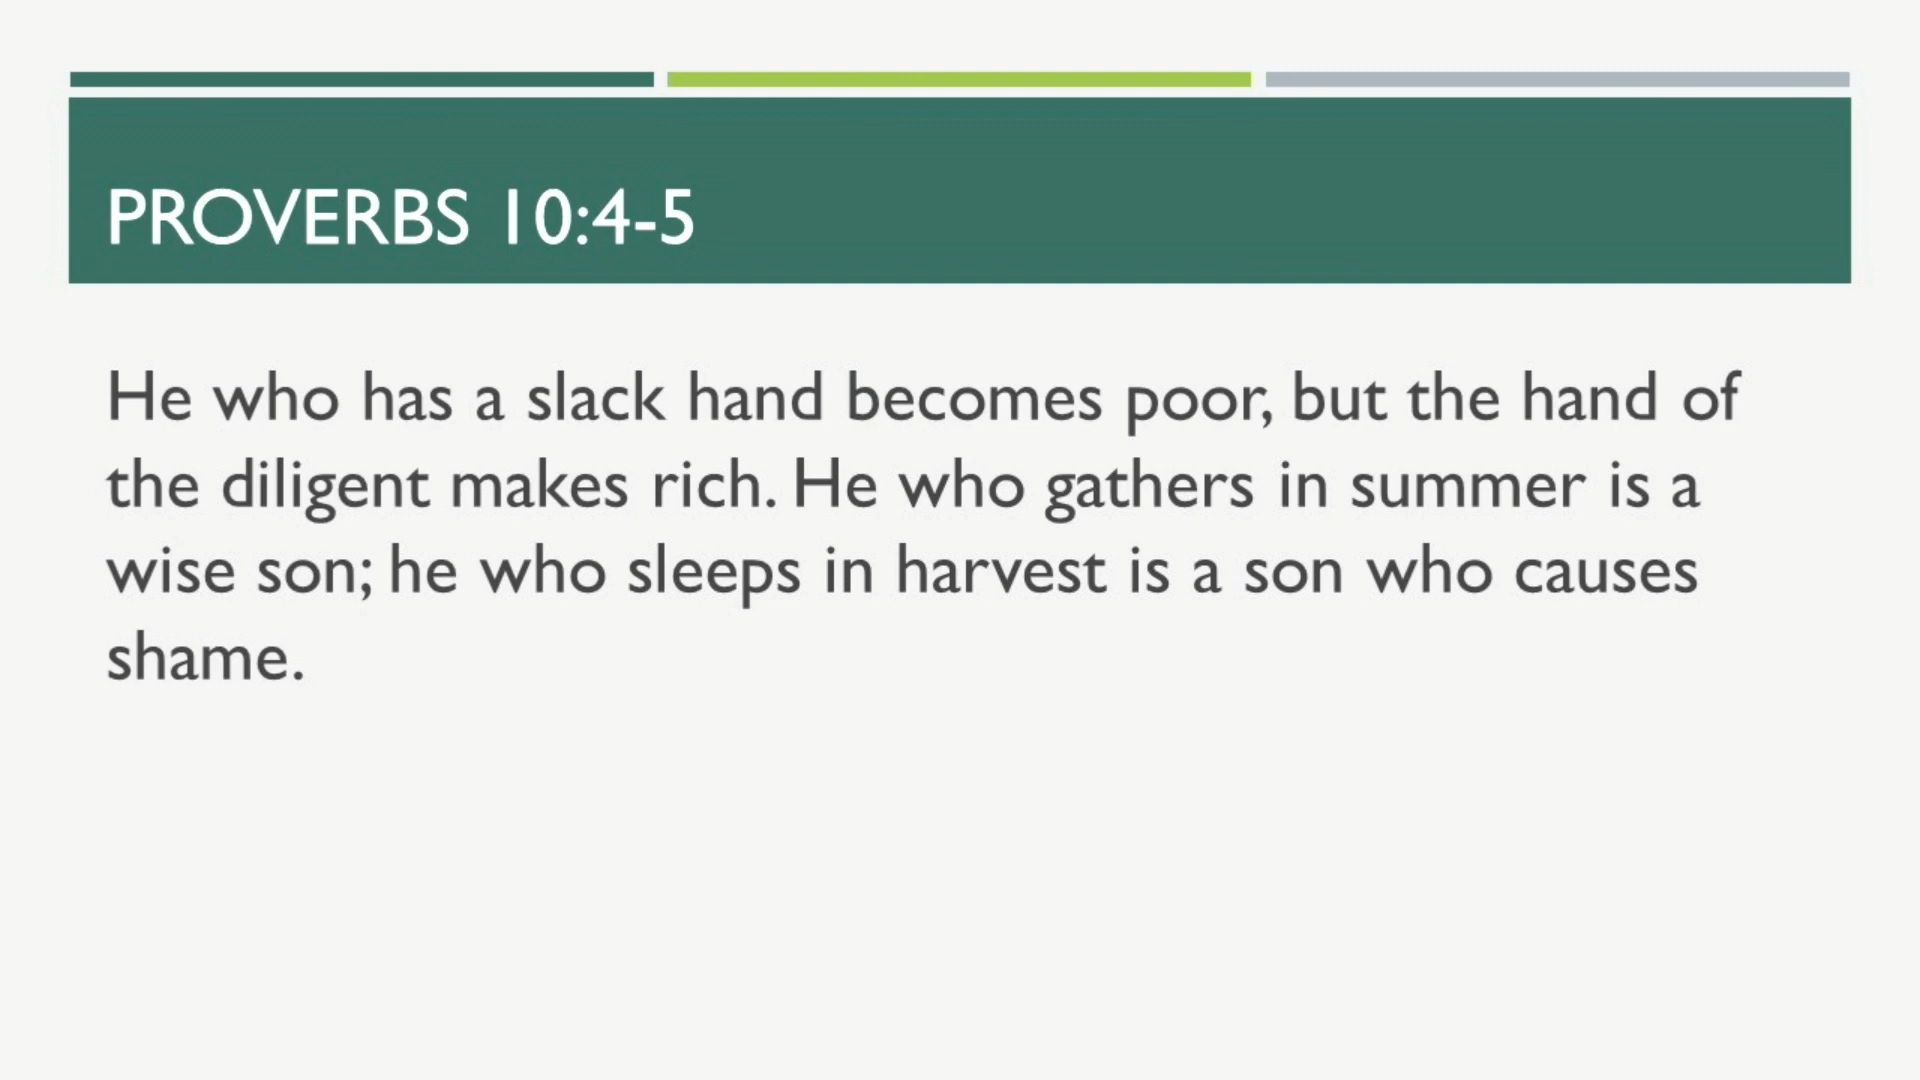 PROVERBS 10:4-5
He who has a slack hand becomes poor, but the hand of
the diligent makes rich. He who gathers in summer is a
wise son; he who sleeps in harvest is a son who causes
shame.